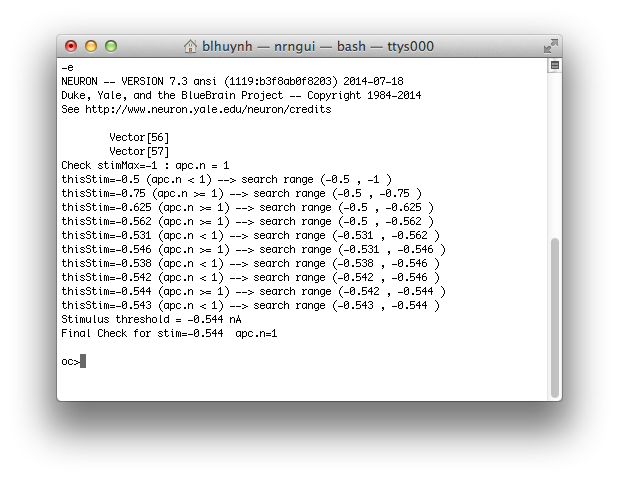 blhuynh — nrngui — bash — ttys000
-e
NEURON -- VERSION 7.3 ansi (1119:b3f8ab0f8203) 2014-07-18
Duke, Yale, and the BlueBrain Project -- Copyright 1984-2014
See http://www.neuron.yale.edu/neuron/credits
Vector[56]
Vector[57]
Check stimMax=-1 : apc.n = 1
thisStim=-0.5 (apc.n < 1) --> search range (-0.5 , -1 )
thisStim=-0.75 (apc.n >= 1) --> search range (-0.5 , -0.75 )
thisStim=-0.625 (apc.n >= 1) --> search range (-0.5 , -0.625 )
thisStim=-0.562 (apc.n >= 1) --> search range (-0.5 , -0.562 )
thisStim=-0.531 (apc.n < 1) --> search range (-0.531 , -0.562 )
thisStim=-0.546 (apc.n >= 1) --> search range (-0.531 , -0.546 )
thisStim=-0.538 (apc.n < 1) --> search range (-0.538 , -0.546 )
thisStim=-0.542 (apc.n < 1) --> search range (-0.542 , -0.546 )
thisStim=-0.544 (apc.n >= 1) --> search range (-0.542 , -0.544 )
thisStim=-0.543 (apc.n < 1) --> search range (-0.543 , -0.544 )
Stimulus threshold = -0.544 nA
Final Check for stim=-0.544  apc.n=1
oc>